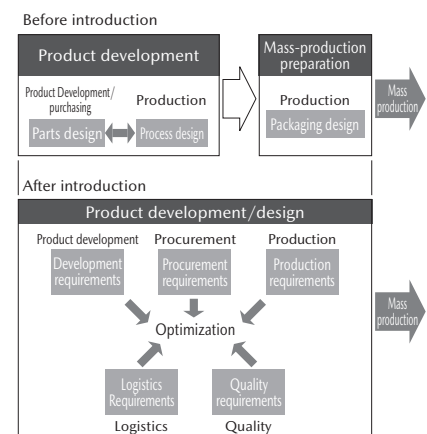 Before introduction
Product development
Mass-production
preparation
Product Development/
purchasing
Production
Parts design
Process design
Production
Packaging design
Mass
production
After introduction
Product development/design
Product development
Procurement
Production
Development
requirements
Procurement
requirements
Production
requirements
Mass
production
Optimization
Logistics
Requirements
Quality
requirements
Logistics
Quality